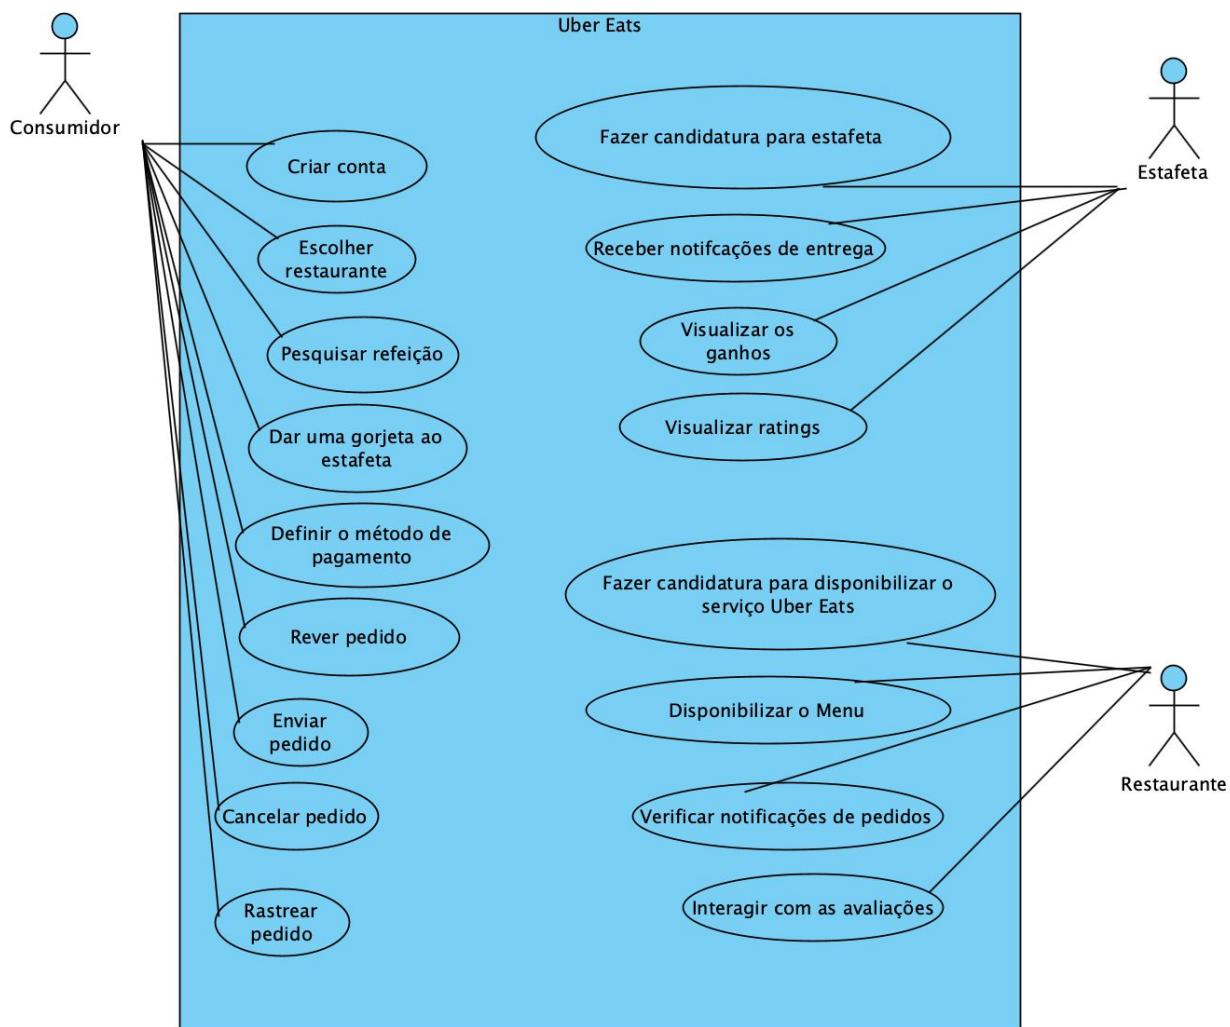 Uber Eats
Consumidor
Criar conta
Escolher
restaurante
Pesquisar refeição
Dar uma gorjeta ao
estafeta
Definir o método de
pagamento
Rever pedido
Enviar
pedido
Cancelar pedido
Rastrear
pedido
Fazer candidatura para estafeta
Receber notifcações de entrega
Visualizar os
ganhos
Visualizar ratings
Fazer candidatura para disponibilizar o
serviço Uber Eats
Disponibilizar o Menu
Verificar notificações de pedidos
Interagir com as avaliações
Estafeta
Restaurante